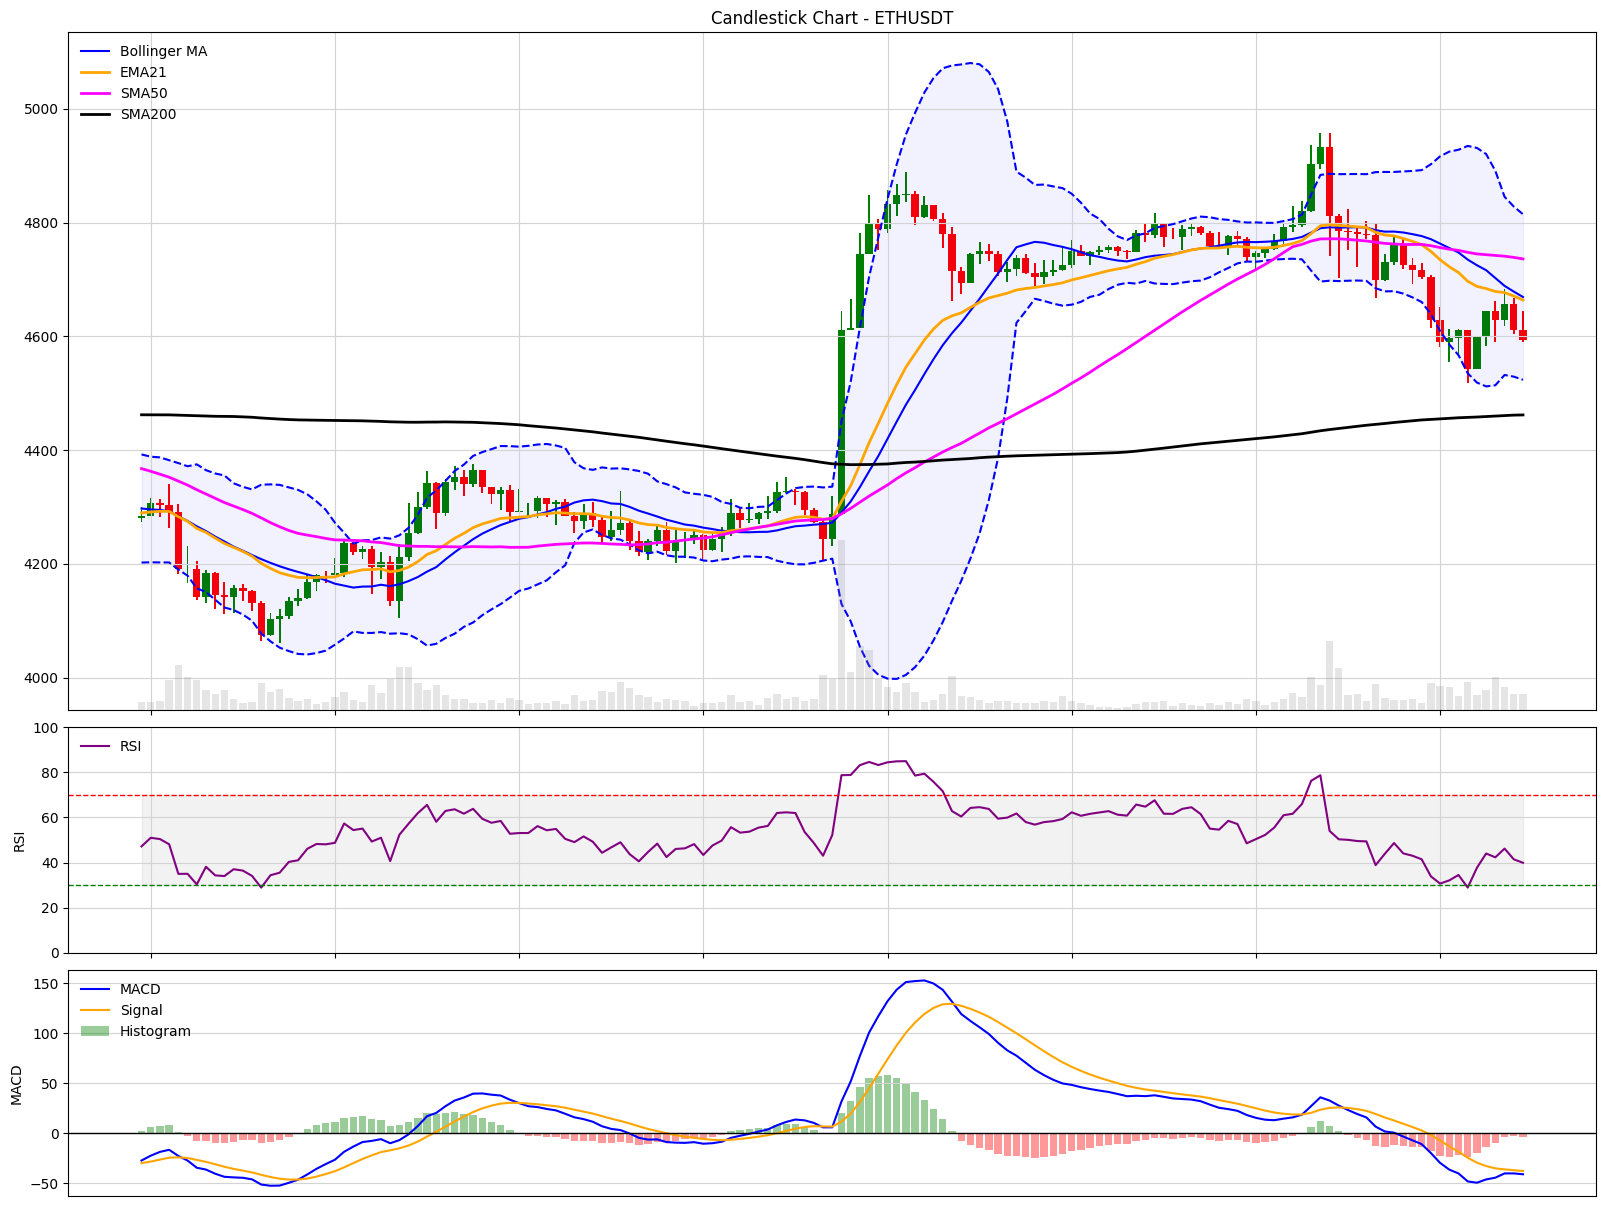 Candlestick Chart - ETHUSDT
Bollinger MA
EMA21
SMA50
SMA200
5000
4800
4600
4400
4200
4000
RSI
100
80
60
40
20
0
RSI
MACD
Signal
Histogram
150
100
50
0
−50
MACD